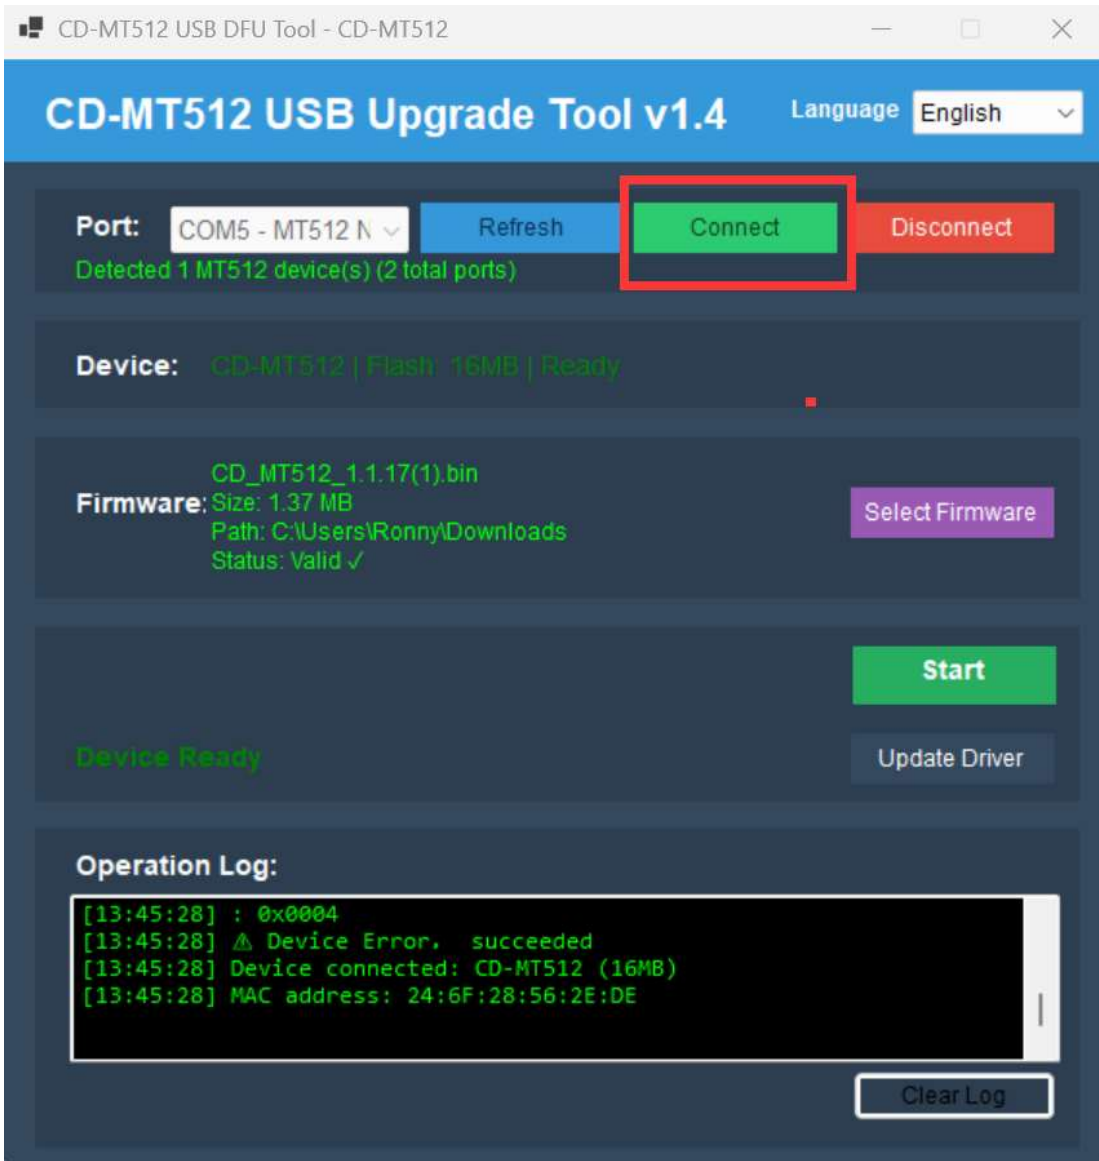 CD-MT512 USB DFU Tool - CD-MT512
CD-MT512 USB Upgrade Tool v1.4
Language English
Port: COM5 - MT512 N Refresh Connect Disconnect
Detected 1 MT512 device(s) (2 total ports)
Device: CD-MT512 | Flash: 16MB | Ready
CD_MT512_1.1.17(1).bin
Firmware: Size: 1.37 MB Select Firmware
Path: C:\Users\Ronny\Downloads
Status: Valid ✓
Start
Device Ready Update Driver
Operation Log:
[13:45:28] : 0x0004
[13:45:28] ⚠ Device Error， succeeded
[13:45:28] Device connected: CD-MT512 (16MB)
[13:45:28] MAC address: 24:6F:28:56:2E:DE
Clear Log